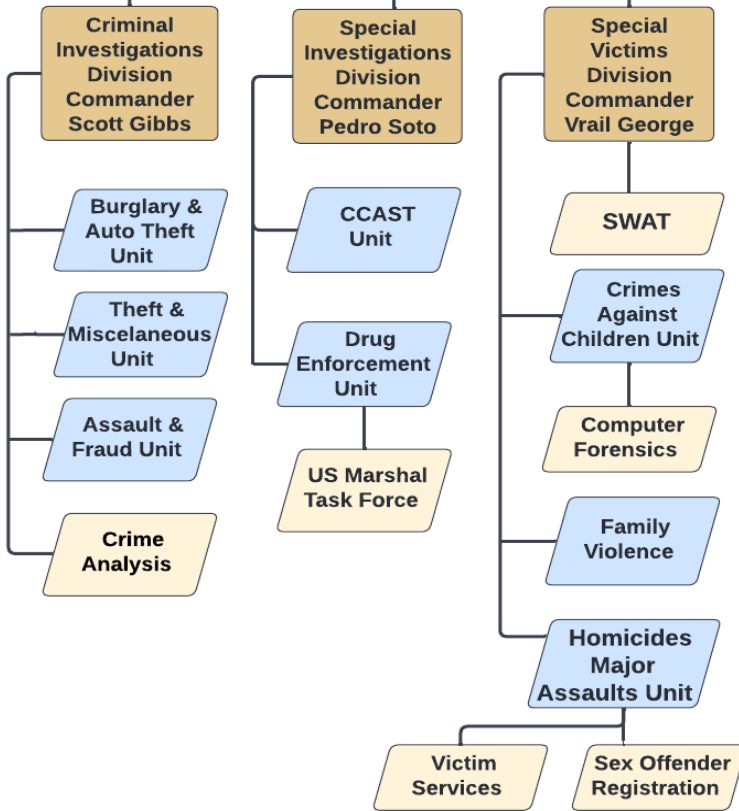 Criminal
Investigations
Division
Commander
Scott Gibbs
Burglary &
Auto Theft
Unit
Theft &
Miscelaneous
Unit
Assault &
Fraud Unit
Crime
Analysis
Special
Investigations
Division
Commander
Pedro Soto
CCAST
Unit
Drug
Enforcement
Unit
US Marshal
Task Force
Special
Victims
Division
Commander
Vrail George
SWAT
Crimes
Against
Children Unit
Computer
Forensics
Family
Violence
Homicides
Major
Assaults Unit
Victim
Services
Sex Offender
Registration